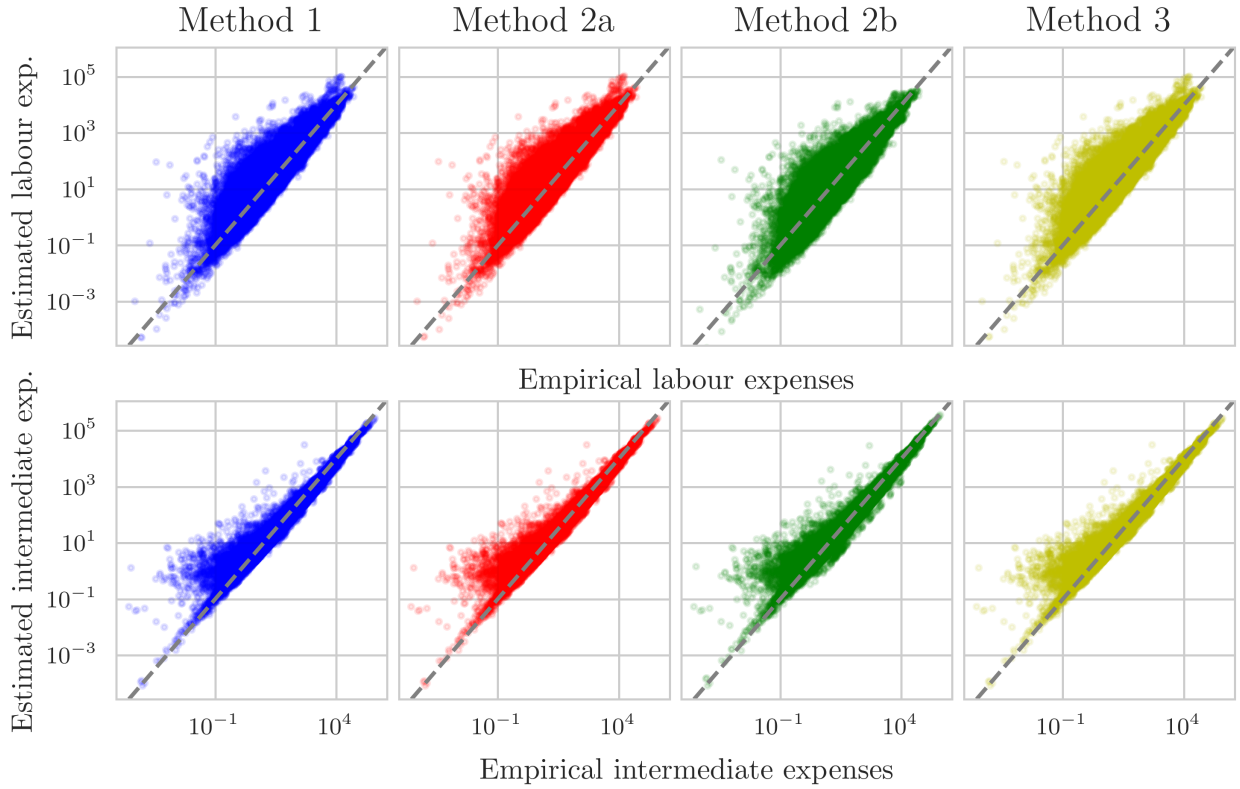 Method 1
Method 2a
Method 2b
Method 3
Estimated labour exp.
10^5
10^3
10^1
10^−1
10^−3
Empirical labour expenses
Estimated intermediate exp.
10^5
10^3
10^1
10^−1
10^−3
10^−1 10^4
10^−1 10^4
10^−1 10^4
10^−1 10^4
Empirical intermediate expenses